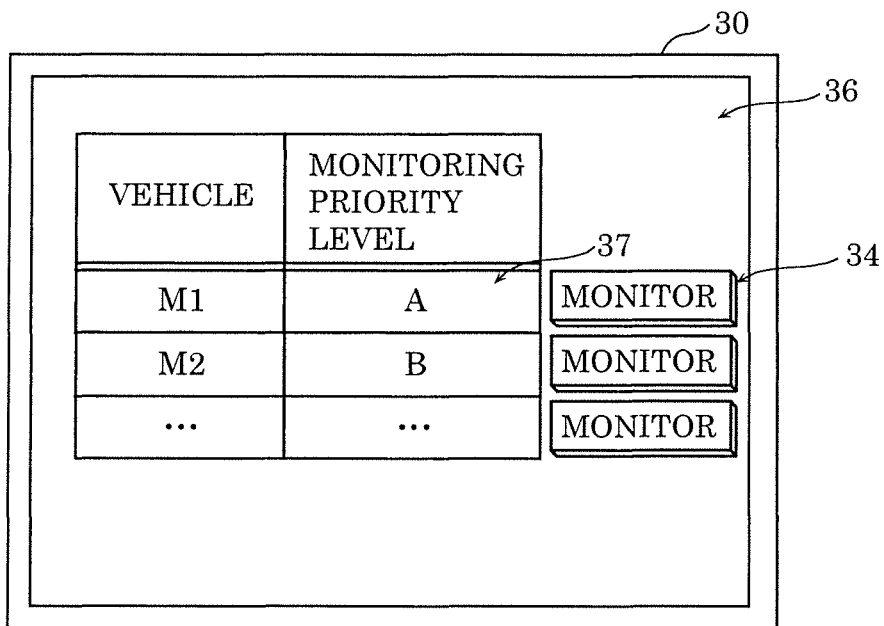 30
36
VEHICLE
MONITORING
PRIORITY
LEVEL
37
34
M1 A MONITOR
M2 B MONITOR
... ... MONITOR